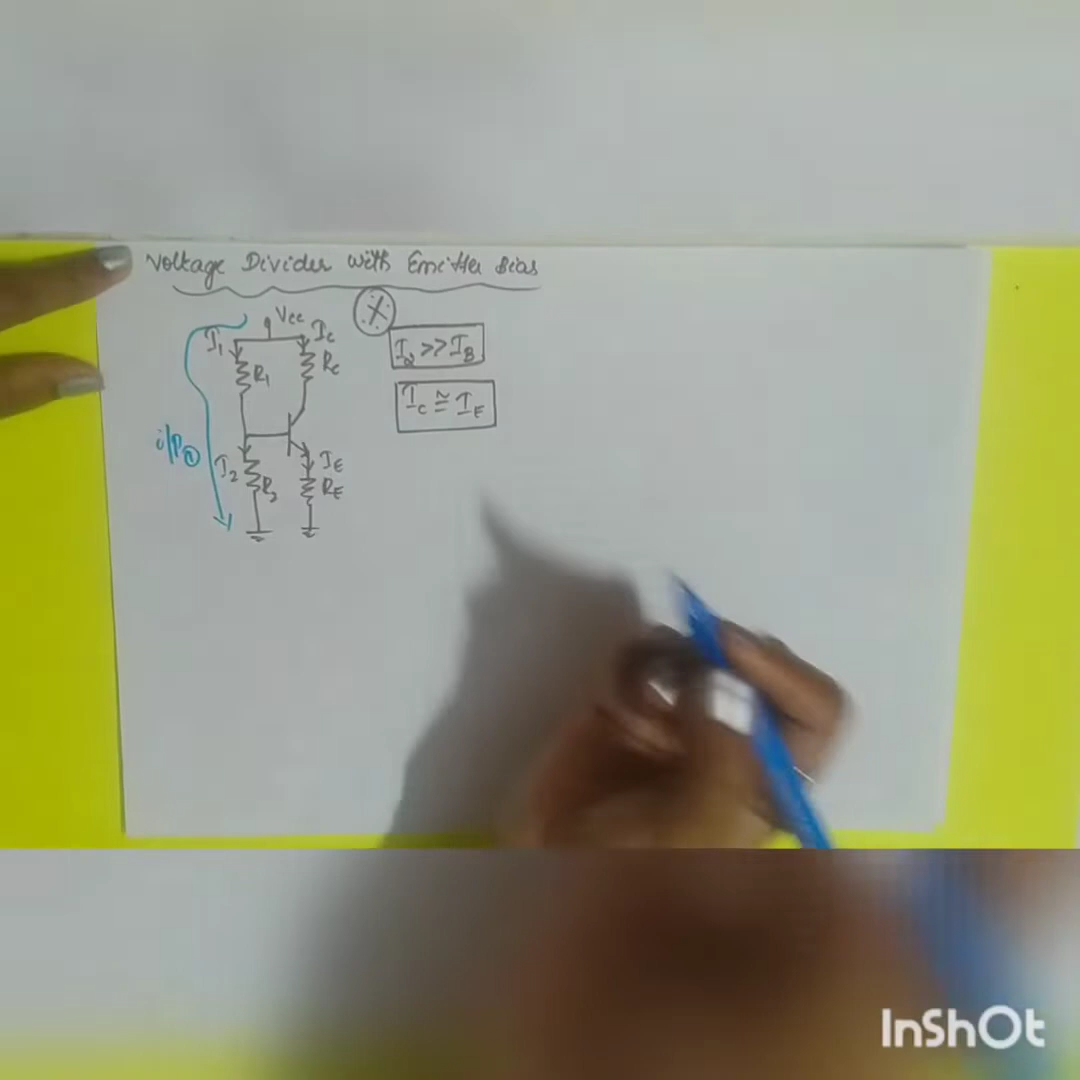 Voltage Divider with Emitter Bias
Vcc
I1
Ic
R1
Rc
I2 >> IB
IC ≅ IE
i/p①
I2
R2
IE
RE
InShOt